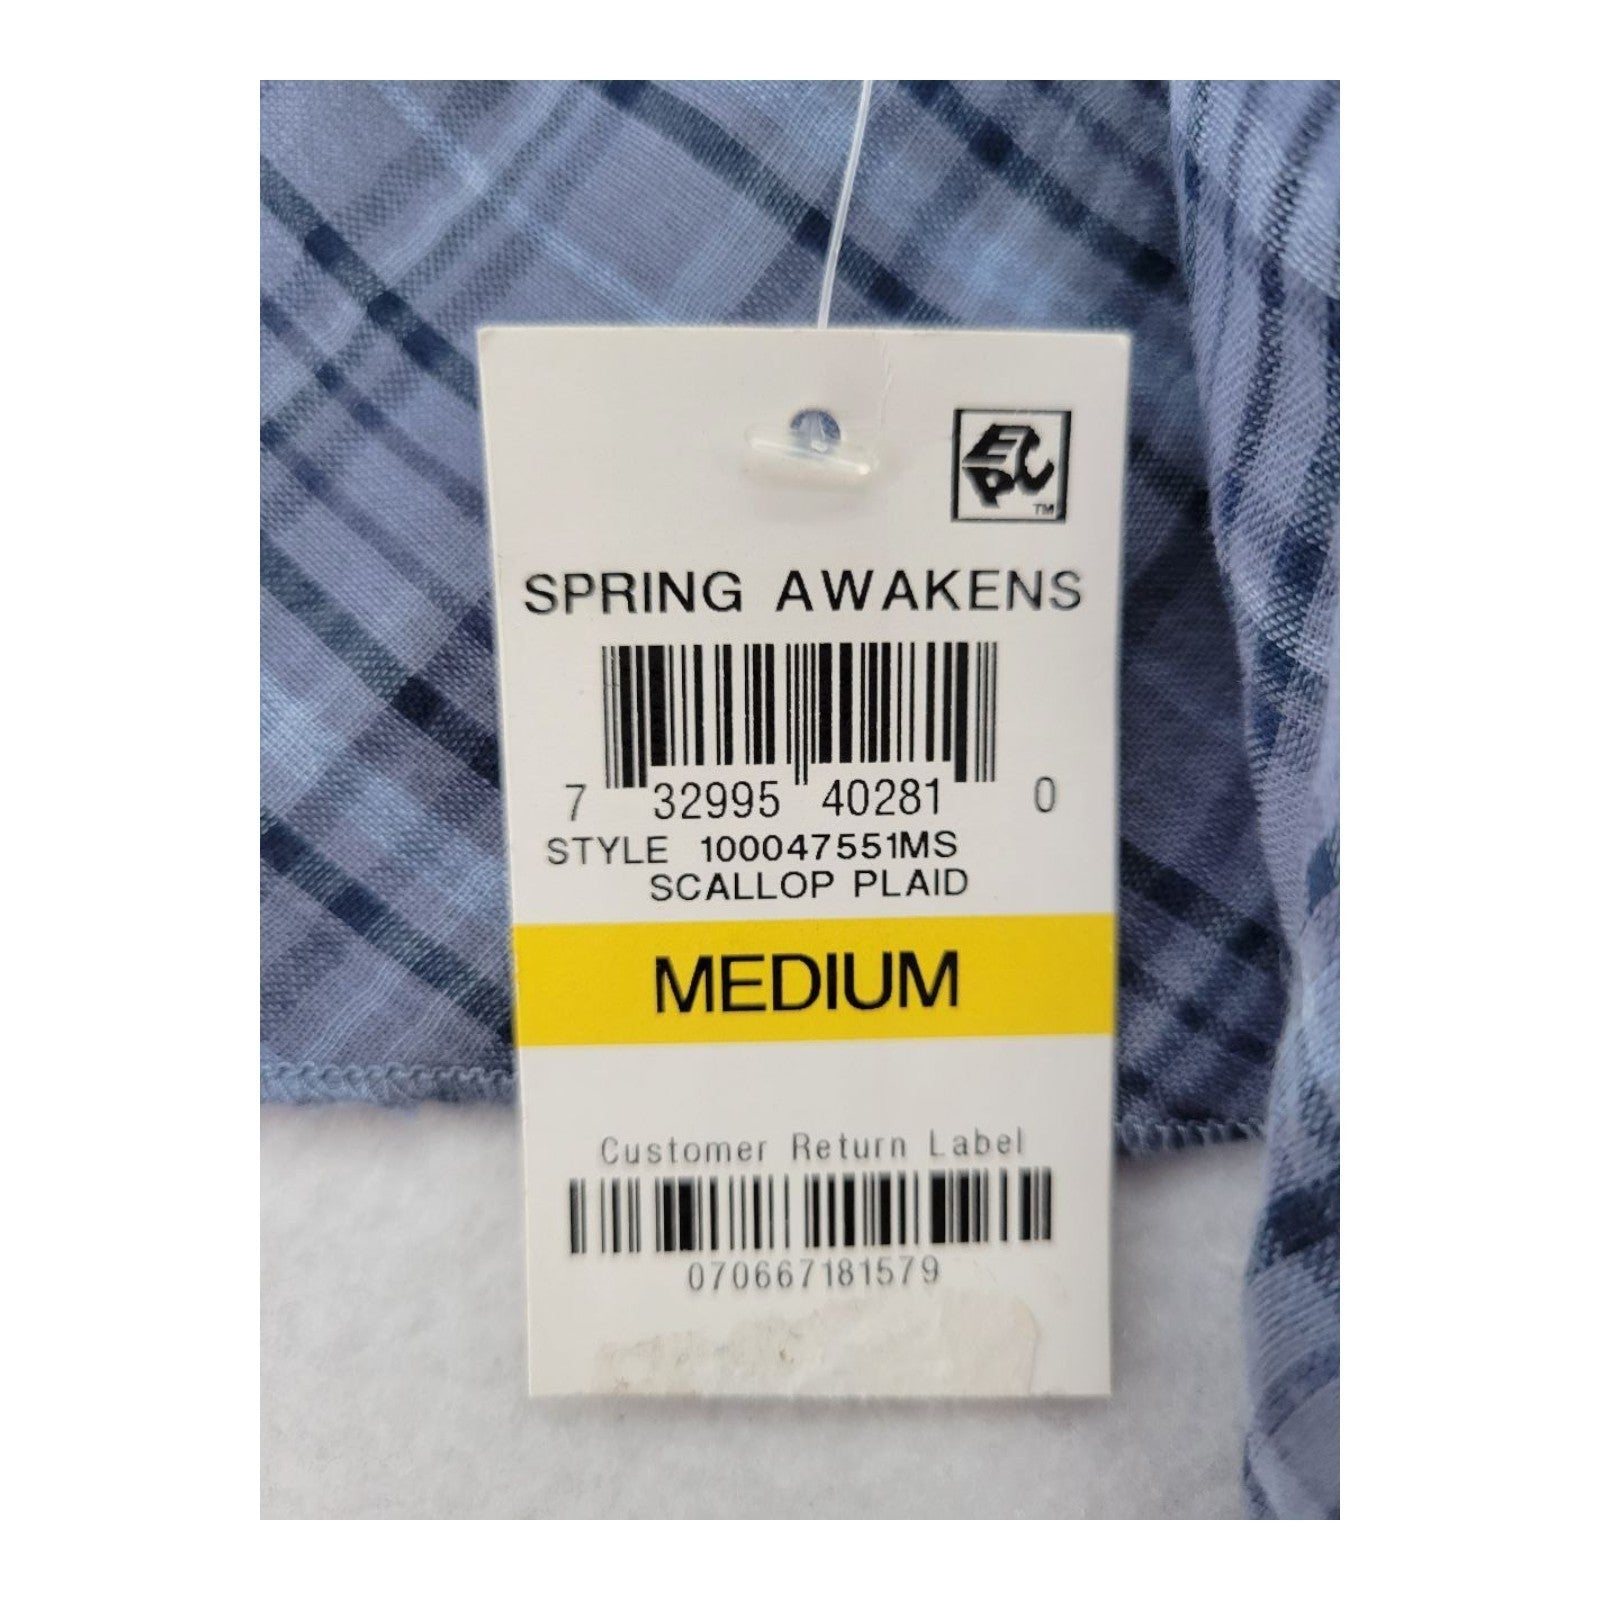 EPC
TM
SPRING AWAKENS
7 32995 40281 0
STYLE 100047551MS
SCALLOP PLAID
MEDIUM
Customer Return Label
070667181579